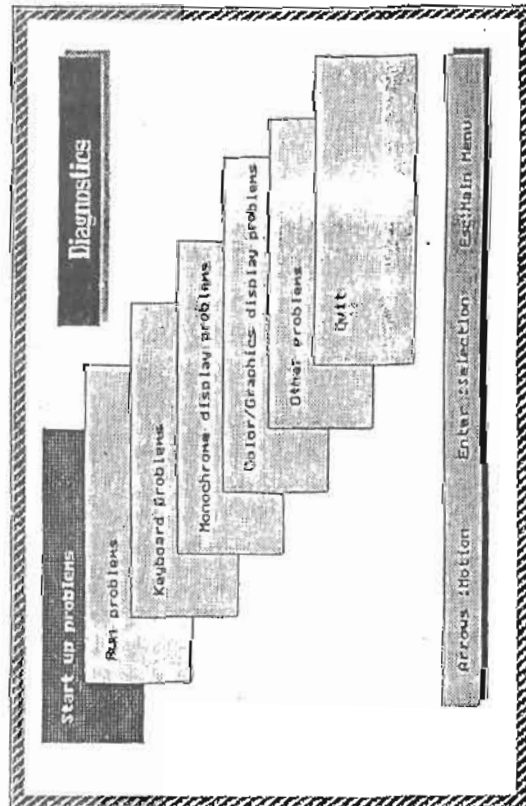 Diagnostics
Start up problems
Run problems
Keyboard problems
Monochrome display problems
Color/Graphics display problems
Other problems
Quit
Arrows :Motion Enter :Selection Esc:Main Menu